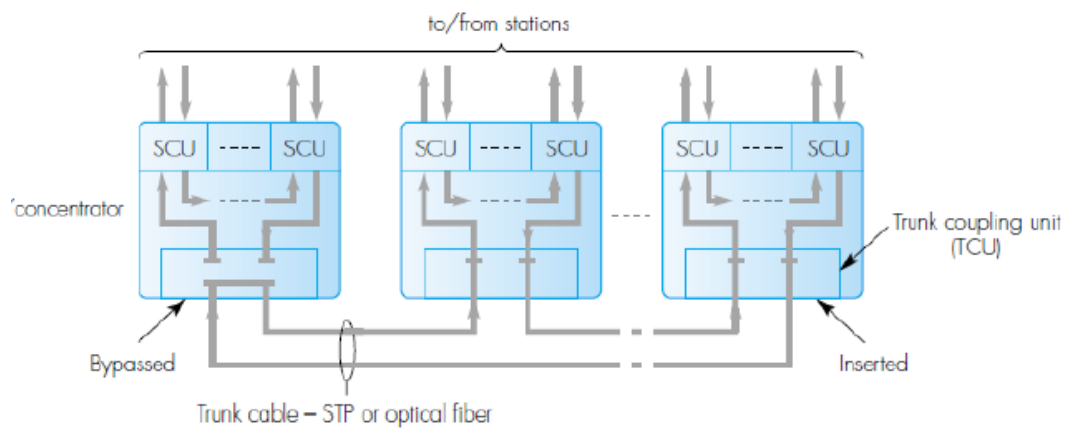 to/from stations
SCU ---- SCU SCU ---- SCU SCU ---- SCU
concentrator
Trunk coupling unit
(TCU)
Bypassed
Inserted
Trunk cable – STP or optical fiber